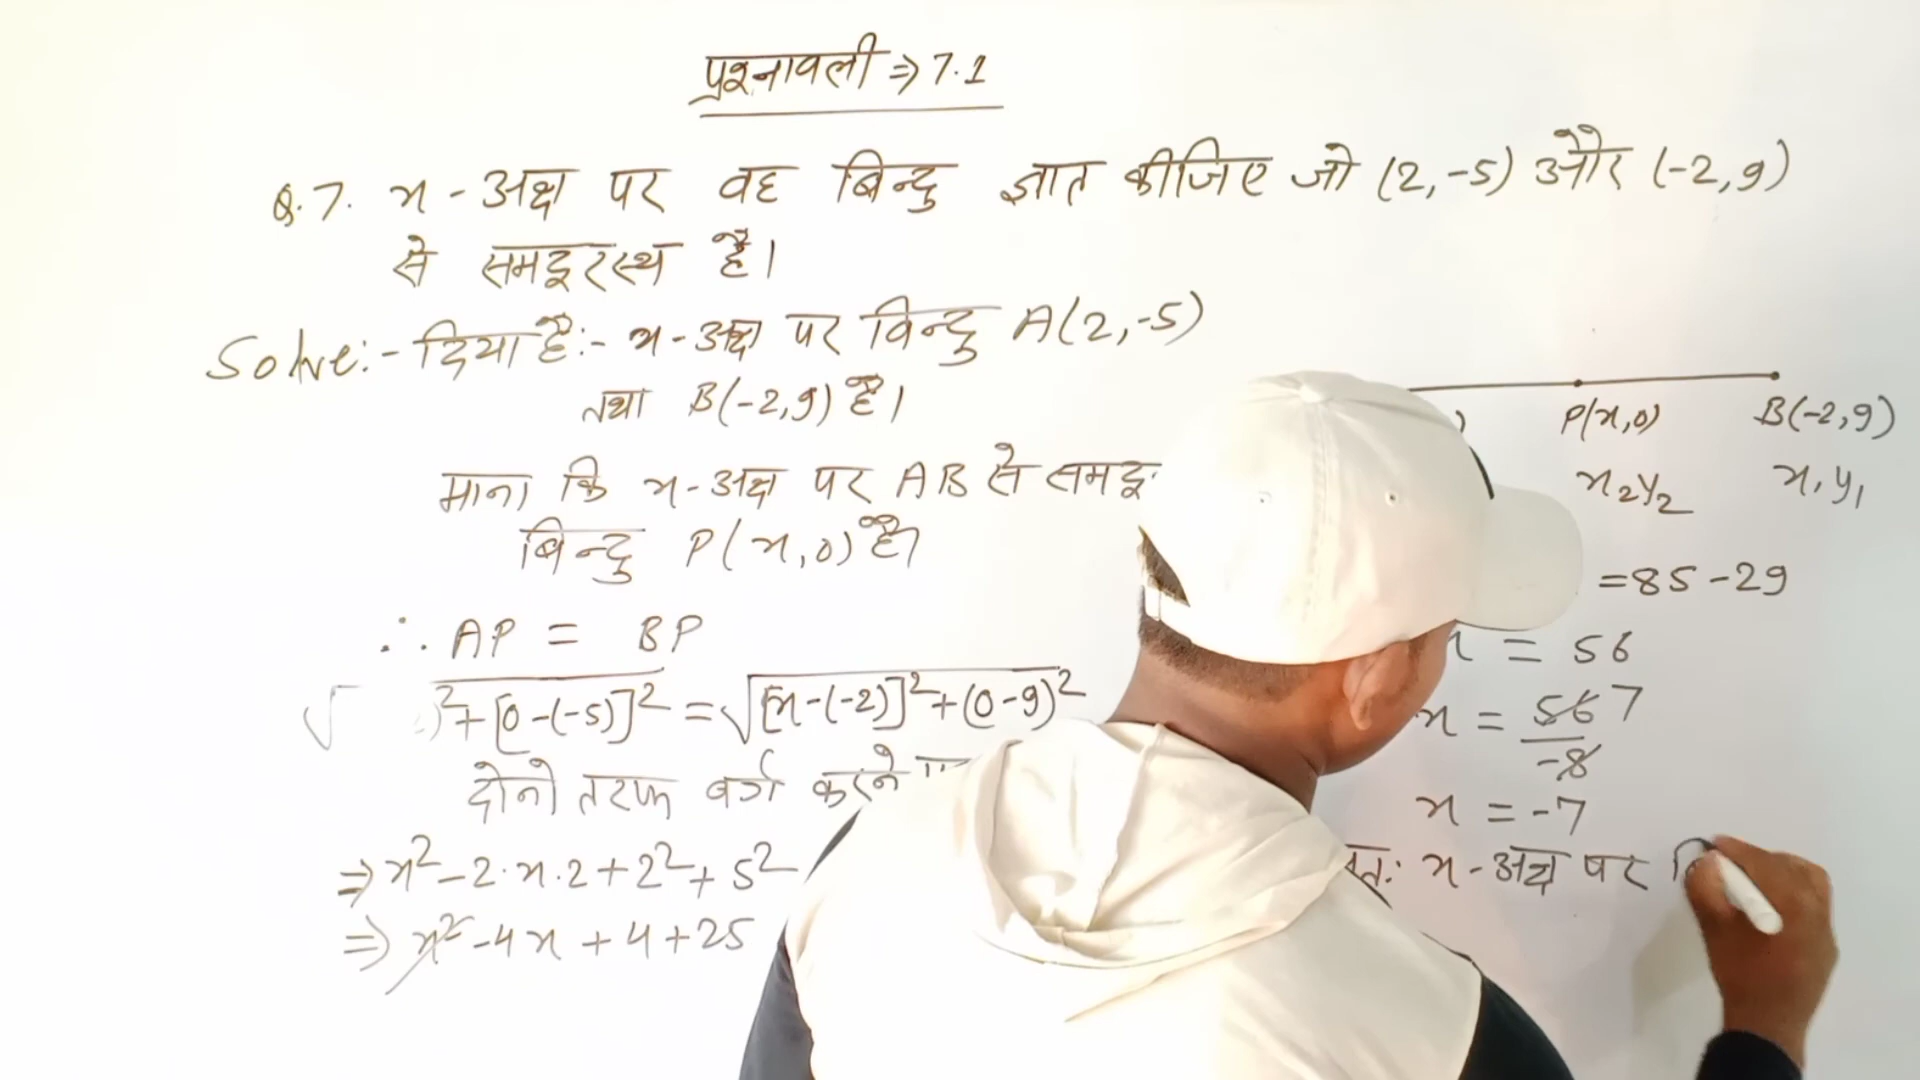 प्रश्नावली ⇒ 7.1
Q.7. x-अक्ष पर वह बिन्दु ज्ञात कीजिए जो (2,-5) और (-2,9)
से समदूरस्थ है।
Solve:- दिया है:- x-अक्ष पर बिन्दु A(2,-5)
तथा B(-2,9) है।
माना कि x-अक्ष पर AB से समदू
बिन्दु P(x,0) है।
∴ AP = BP
)²+[0-(-5)]² = √[x-(-2)]²+(0-9)²
दोनो तरफ वर्ग करने
⇒ x²-2·x·2+2²+5²
⇒ x²-4x+4+25
P(x,0) B(-2,9)
x₂y₂ x₁y₁
=85-29
x = 56
x = 56 7
-8
x = -7
अतः x-अक्ष पर